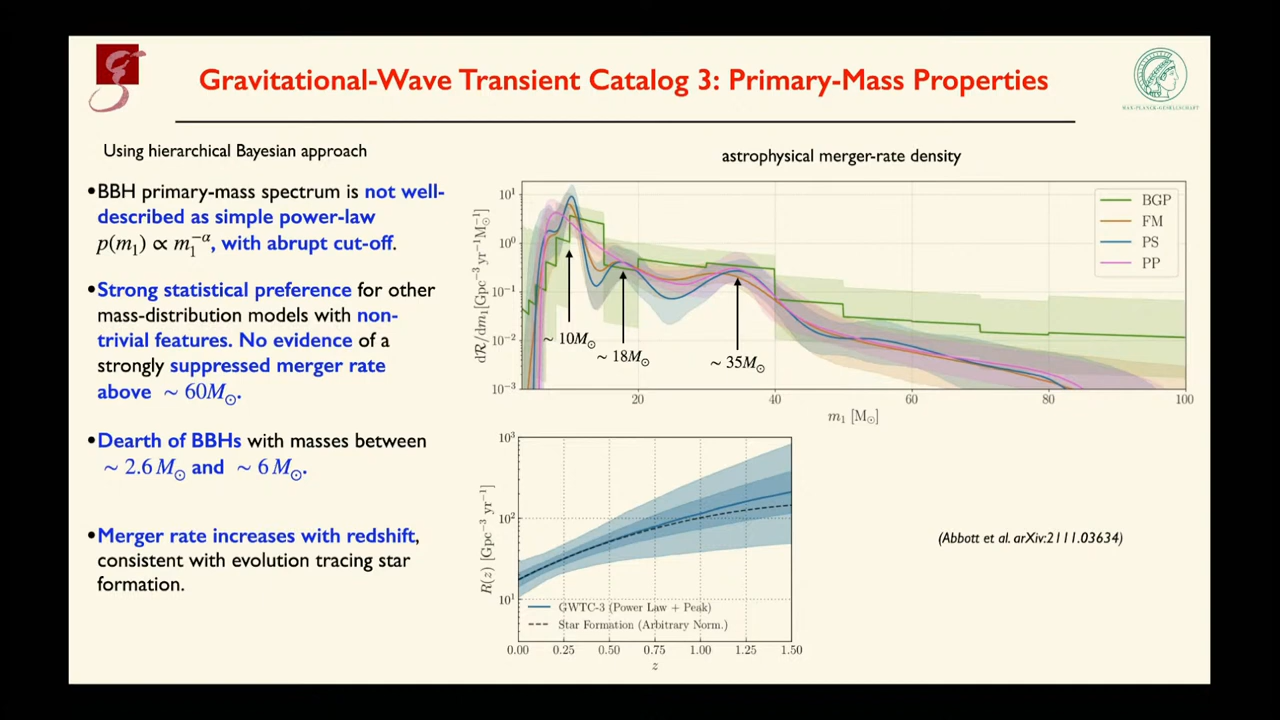 Gravitational-Wave Transient Catalog 3: Primary-Mass Properties
MAX-PLANCK-GESELLSCHAFT
Using hierarchical Bayesian approach
•BBH primary-mass spectrum is not well-
described as simple power-law
p(m₁) ∝ m₁^{−α}, with abrupt cut-off.
•Strong statistical preference for other
mass-distribution models with non-
trivial features. No evidence of a
strongly suppressed merger rate
above ~ 60M⊙.
•Dearth of BBHs with masses between
~ 2.6M⊙ and ~ 6M⊙.
•Merger rate increases with redshift,
consistent with evolution tracing star
formation.
astrophysical merger-rate density
dR/dm₁[Gpc⁻³ yr⁻¹M⊙⁻¹]
10¹
10⁰
10⁻¹
10⁻²
10⁻³
BGP
FM
PS
PP
~ 10M⊙
~ 18M⊙
~ 35M⊙
20 40 60 80 100
m₁ [M⊙]
R(z) [Gpc⁻³ yr⁻¹]
10³
10²
10¹
GWTC-3 (Power Law + Peak)
Star Formation (Arbitrary Norm.)
0.00 0.25 0.50 0.75 1.00 1.25 1.50
z
(Abbott et al. arXiv:2111.03634)